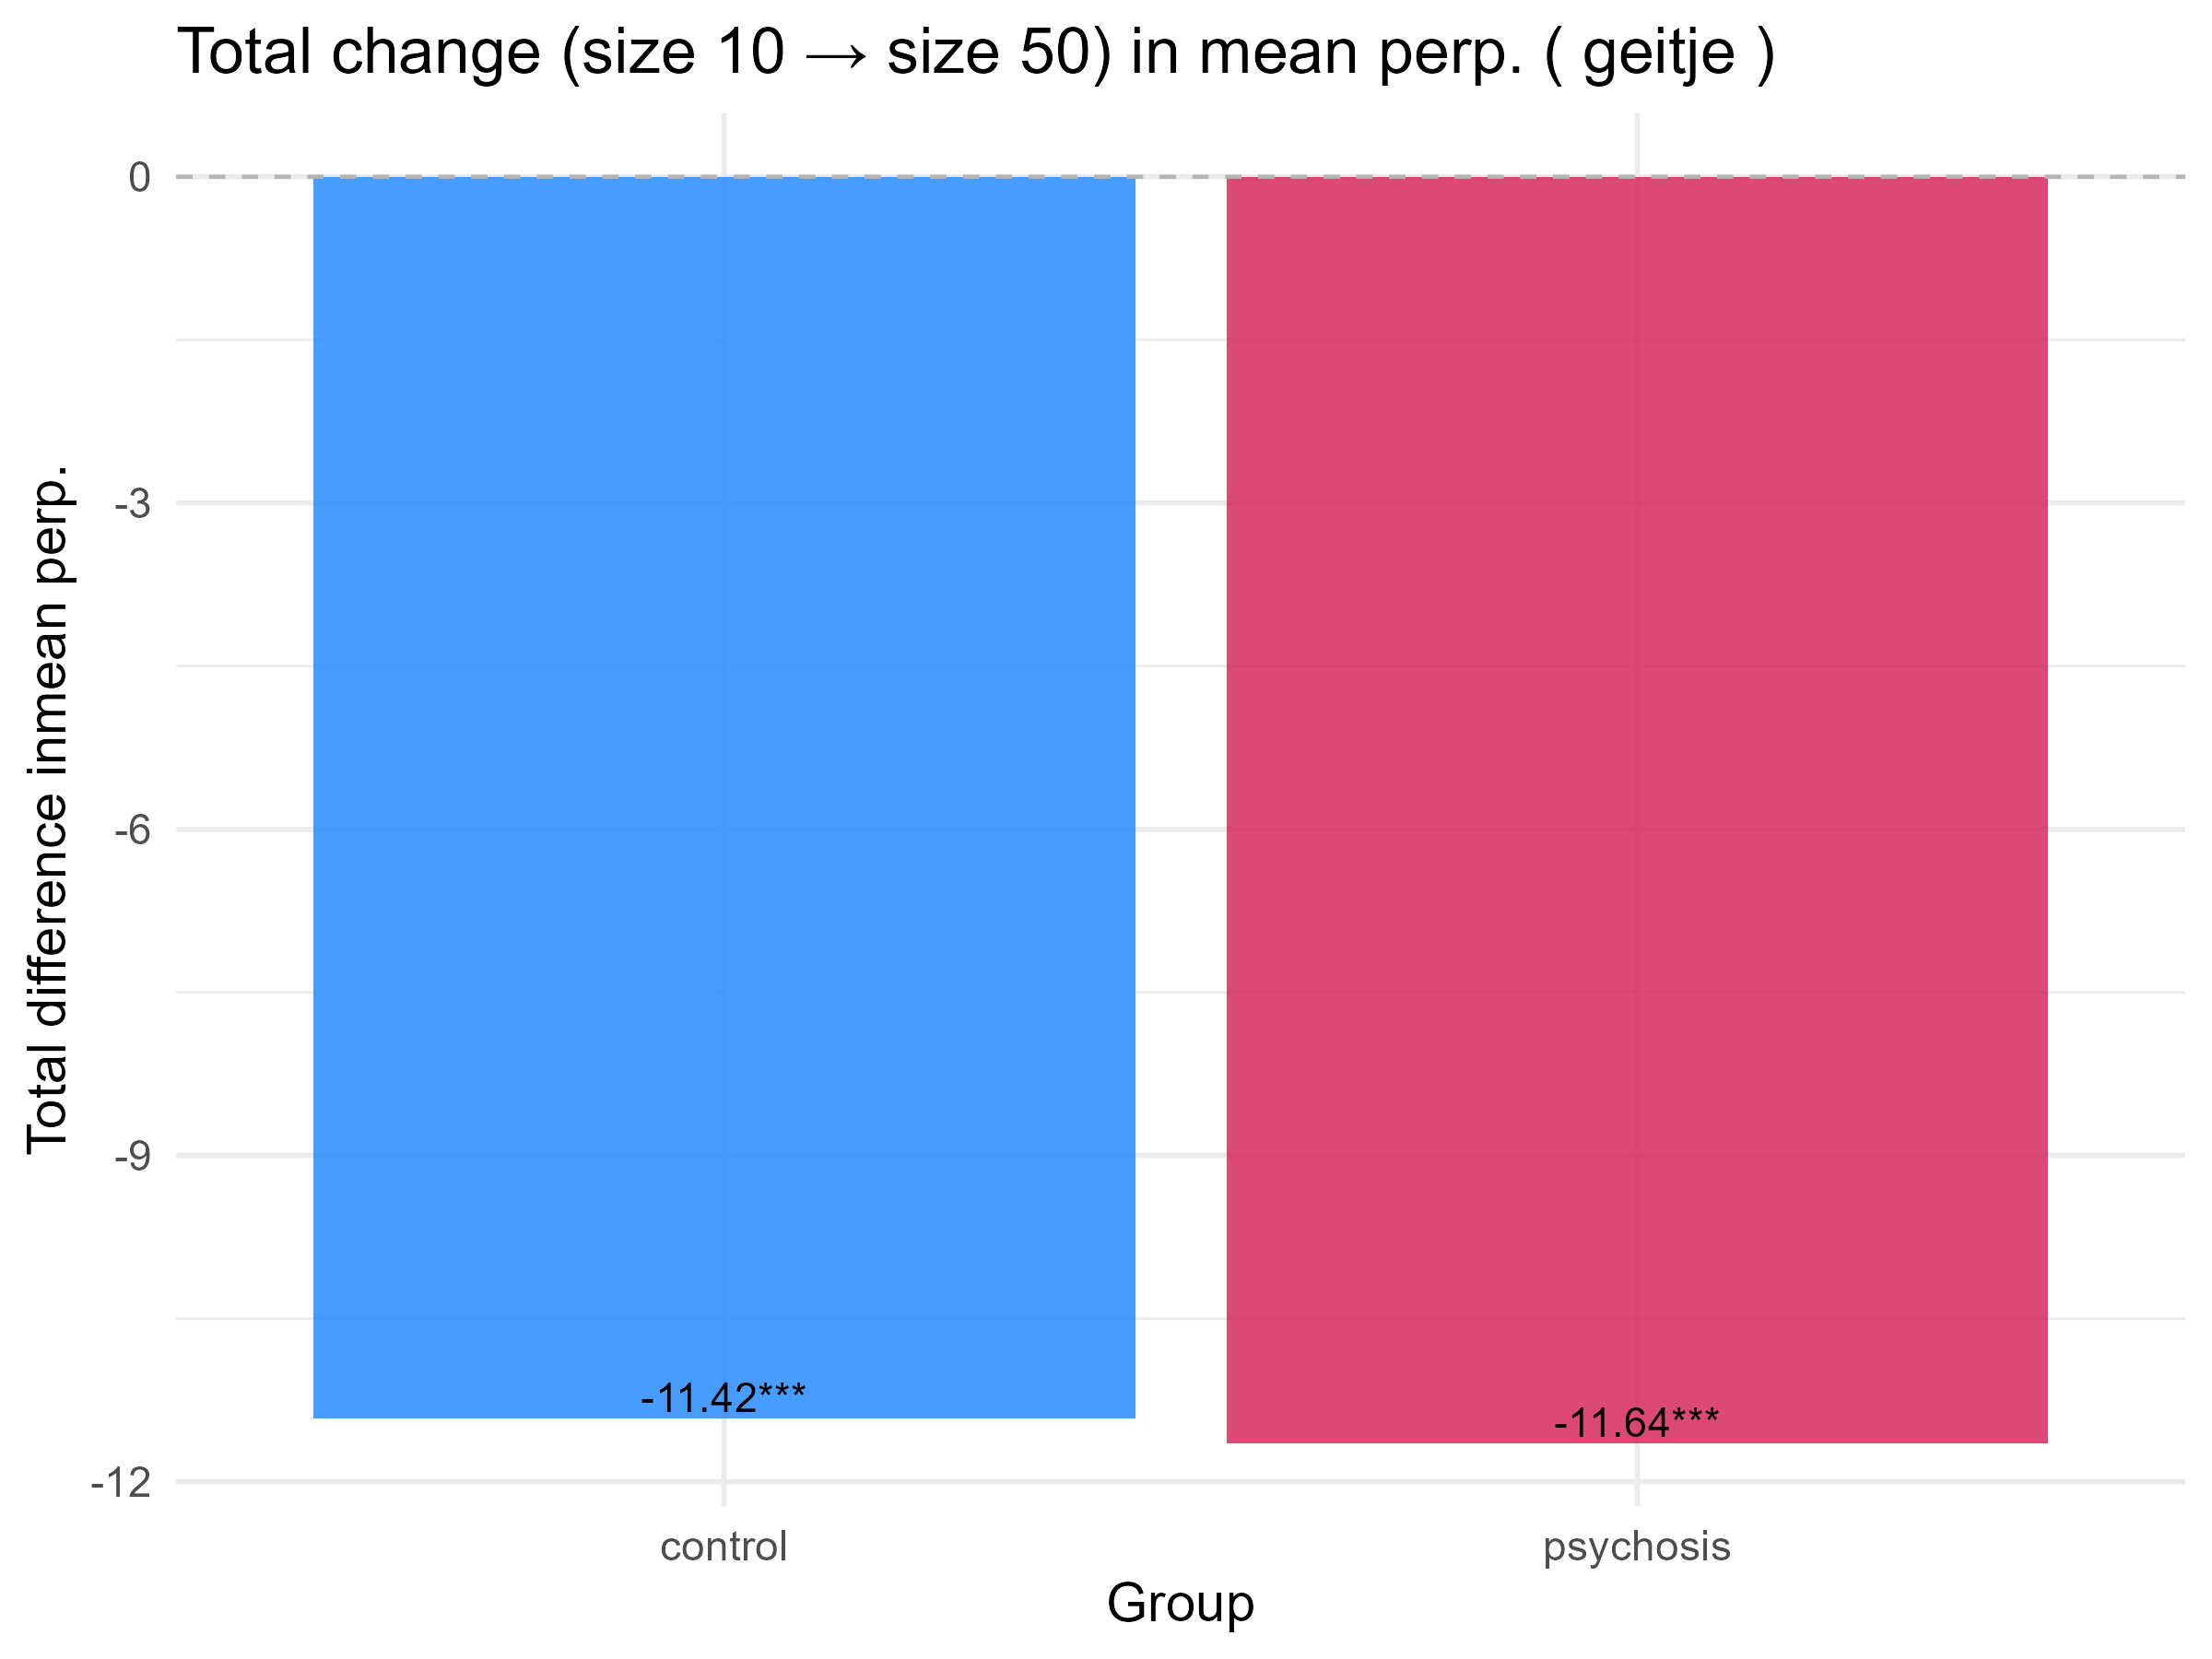 Total change (size 10 → size 50) in mean perp. ( geitje )
Total difference inmean perp.
0
-3
-6
-9
-12
-11.42***
-11.64***
control
psychosis
Group